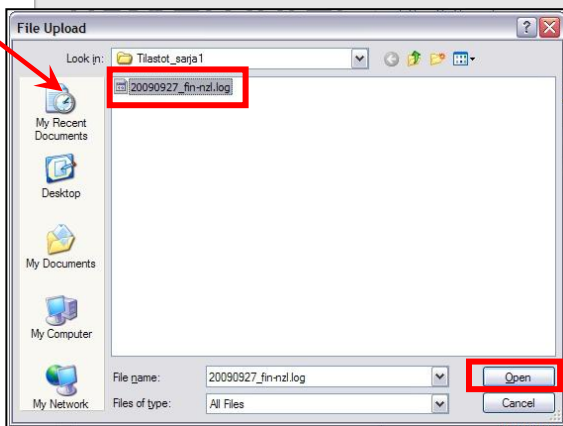 File Upload
Look in: Tilastot_sarja1
20090927_fin-nzl.log
My Recent
Documents
Desktop
My Documents
My Computer
My Network
File name: 20090927_fin-nzl.log Open
Files of type: All Files Cancel